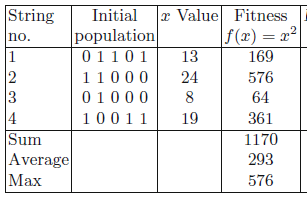 String Initial x Value Fitness
no. population f(x) = x²
1 0 1 1 0 1 13 169
2 1 1 0 0 0 24 576
3 0 1 0 0 0 8 64
4 1 0 0 1 1 19 361
Sum 1170
Average 293
Max 576